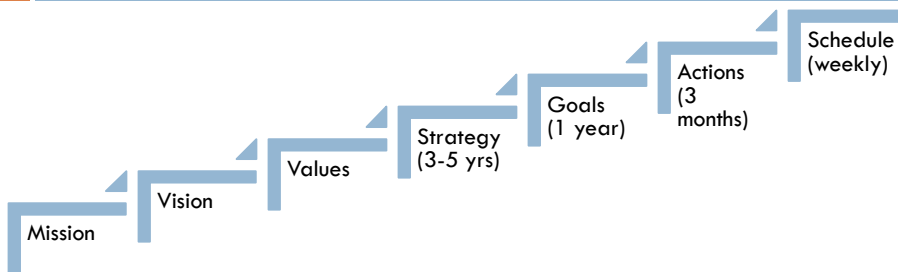 Mission
Vision
Values
Strategy
(3-5 yrs)
Goals
(1 year)
Actions
(3
months)
Schedule
(weekly)